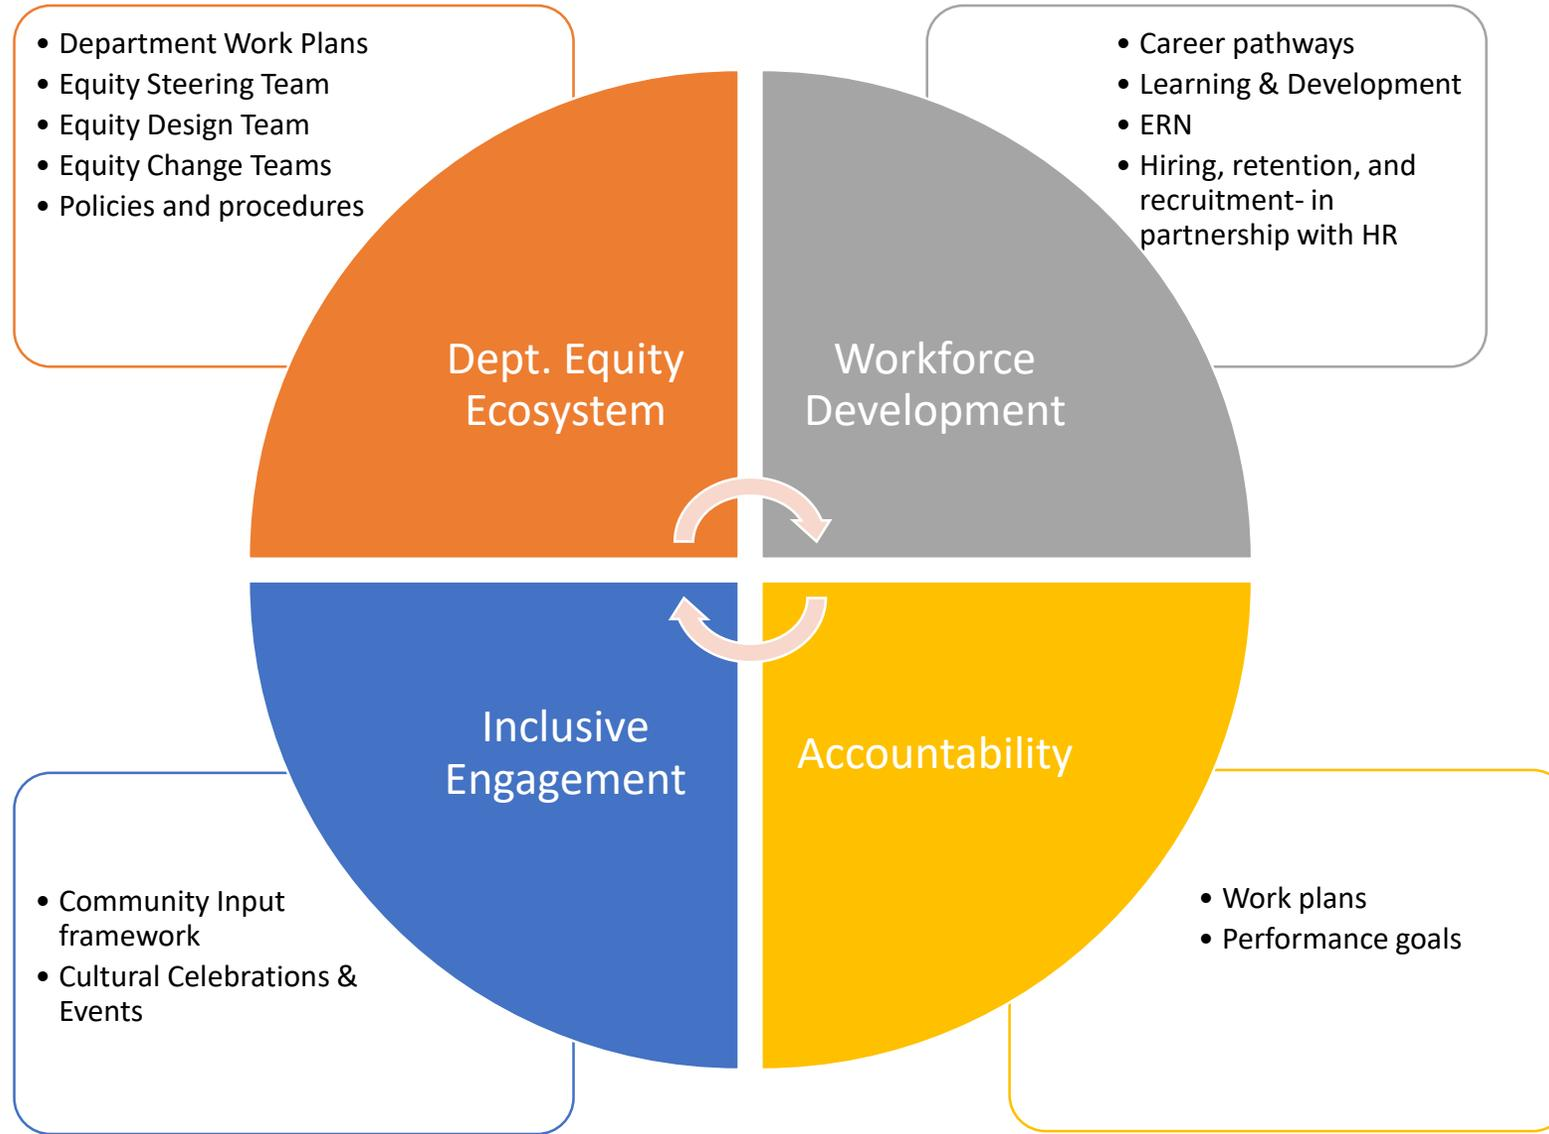 • Department Work Plans
• Equity Steering Team
• Equity Design Team
• Equity Change Teams
• Policies and procedures
• Career pathways
• Learning & Development
• ERN
• Hiring, retention, and
recruitment- in
partnership with HR
Dept. Equity
Ecosystem
Workforce
Development
Inclusive
Engagement
Accountability
• Community Input
framework
• Cultural Celebrations &
Events
• Work plans
• Performance goals